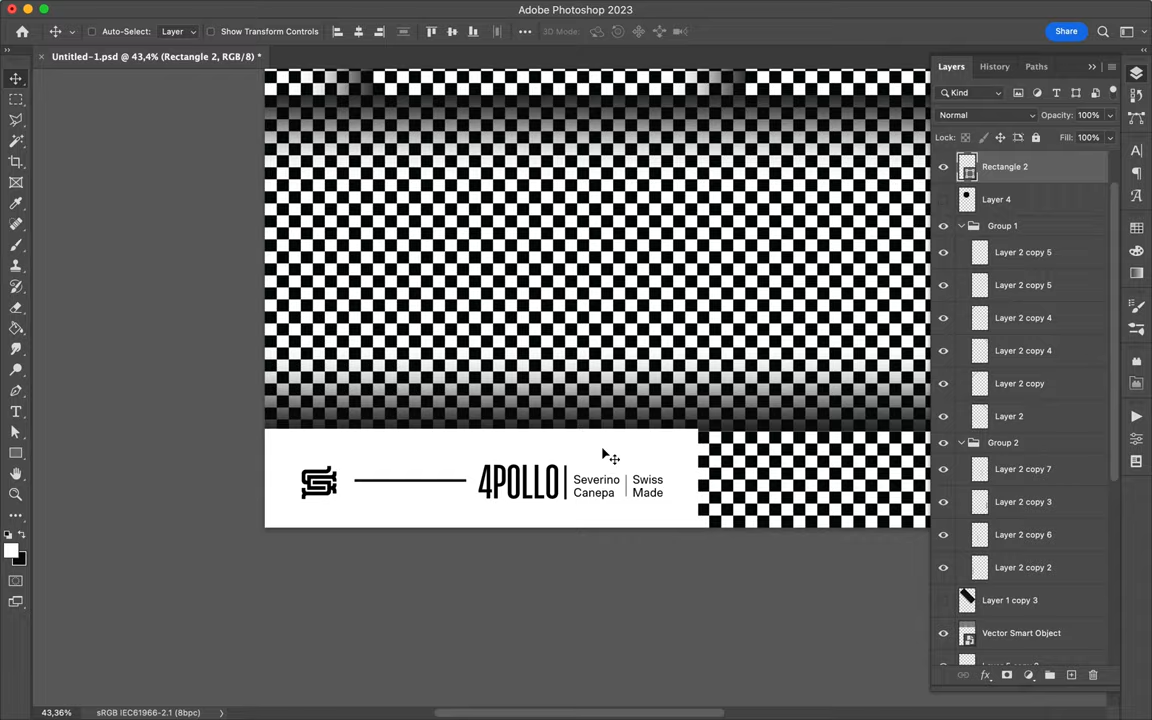 Adobe Photoshop 2023
Auto-Select:
Layer
Show Transform Controls
3D Mode:
Share
Untitled-1.psd @ 43,4% (Rectangle 2, RGB/8) *
Layers
History
Paths
Kind
Normal
Opacity: 100%
Lock:
Fill: 100%
Rectangle 2
Layer 4
Group 1
Layer 2 copy 5
Layer 2 copy 5
Layer 2 copy 4
Layer 2 copy 4
Layer 2 copy
Layer 2
Group 2
Layer 2 copy 7
Layer 2 copy 3
Layer 2 copy 6
Layer 2 copy 2
Layer 1 copy 3
Vector Smart Object
4POLLO
Severino
Canepa
Swiss
Made
43,36%
sRGB IEC61966-2.1 (8bpc)